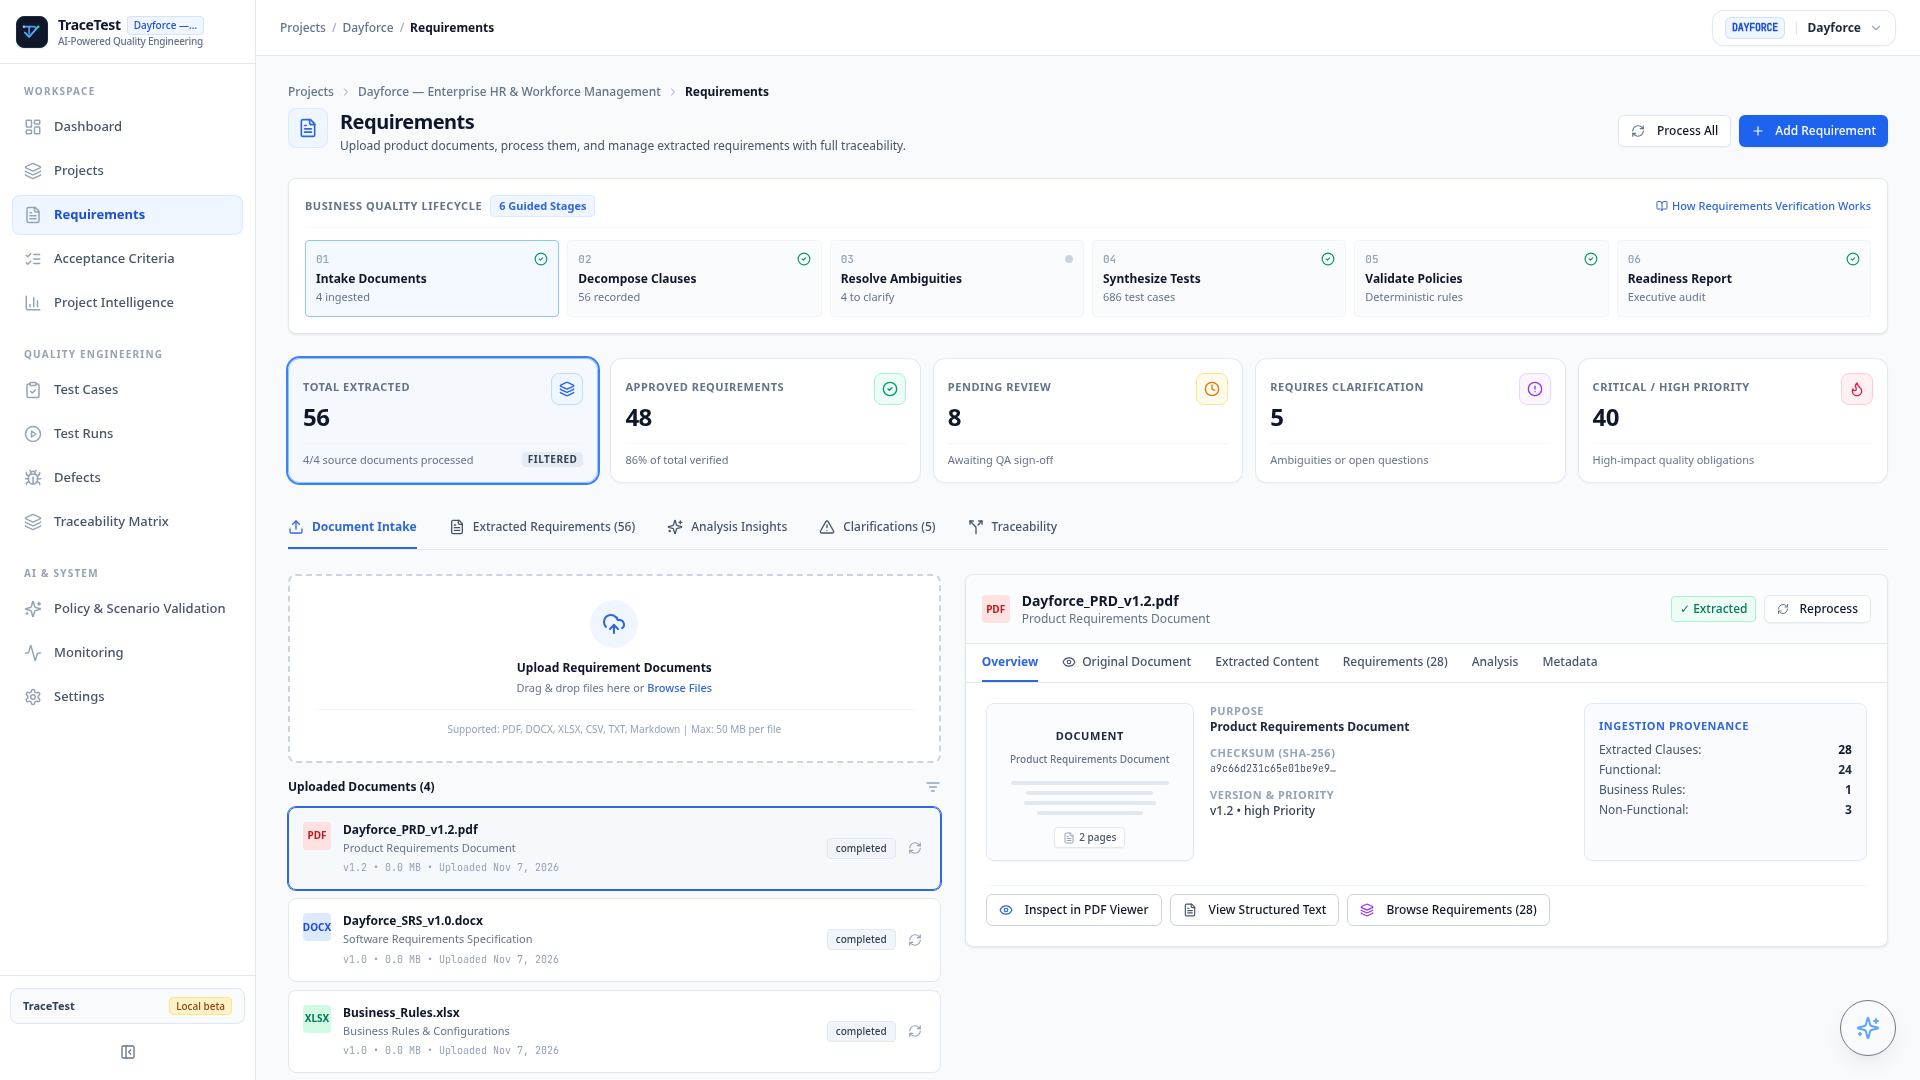 TraceTest
Dayforce —...
AI-Powered Quality Engineering
WORKSPACE
Dashboard
Projects
Requirements
Acceptance Criteria
Project Intelligence
QUALITY ENGINEERING
Test Cases
Test Runs
Defects
Traceability Matrix
AI & SYSTEM
Policy & Scenario Validation
Monitoring
Settings
TraceTest
Local beta
Projects / Dayforce / Requirements
DAYFORCE
Dayforce
Projects > Dayforce — Enterprise HR & Workforce Management > Requirements
Requirements
Upload product documents, process them, and manage extracted requirements with full traceability.
Process All
Add Requirement
BUSINESS QUALITY LIFECYCLE
6 Guided Stages
How Requirements Verification Works
01
Intake Documents
4 ingested
02
Decompose Clauses
56 recorded
03
Resolve Ambiguities
4 to clarify
04
Synthesize Tests
686 test cases
05
Validate Policies
Deterministic rules
06
Readiness Report
Executive audit
TOTAL EXTRACTED
56
4/4 source documents processed
FILTERED
APPROVED REQUIREMENTS
48
86% of total verified
PENDING REVIEW
8
Awaiting QA sign-off
REQUIRES CLARIFICATION
5
Ambiguities or open questions
CRITICAL / HIGH PRIORITY
40
High-impact quality obligations
Document Intake
Extracted Requirements (56)
Analysis Insights
Clarifications (5)
Traceability
Upload Requirement Documents
Drag & drop files here or Browse Files
Supported: PDF, DOCX, XLSX, CSV, TXT, Markdown | Max: 50 MB per file
Uploaded Documents (4)
PDF
Dayforce_PRD_v1.2.pdf
Product Requirements Document
v1.2 • 0.0 MB • Uploaded Nov 7, 2026
completed
DOCX
Dayforce_SRS_v1.0.docx
Software Requirements Specification
v1.0 • 0.0 MB • Uploaded Nov 7, 2026
completed
XLSX
Business_Rules.xlsx
Business Rules & Configurations
v1.0 • 0.0 MB • Uploaded Nov 7, 2026
completed
PDF
Dayforce_PRD_v1.2.pdf
Product Requirements Document
✓ Extracted
Reprocess
Overview
Original Document
Extracted Content
Requirements (28)
Analysis
Metadata
DOCUMENT
Product Requirements Document
2 pages
PURPOSE
Product Requirements Document
CHECKSUM (SHA-256)
a9c66d231c65e01be9e9…
VERSION & PRIORITY
v1.2 • high Priority
INGESTION PROVENANCE
Extracted Clauses: 28
Functional: 24
Business Rules: 1
Non-Functional: 3
Inspect in PDF Viewer
View Structured Text
Browse Requirements (28)